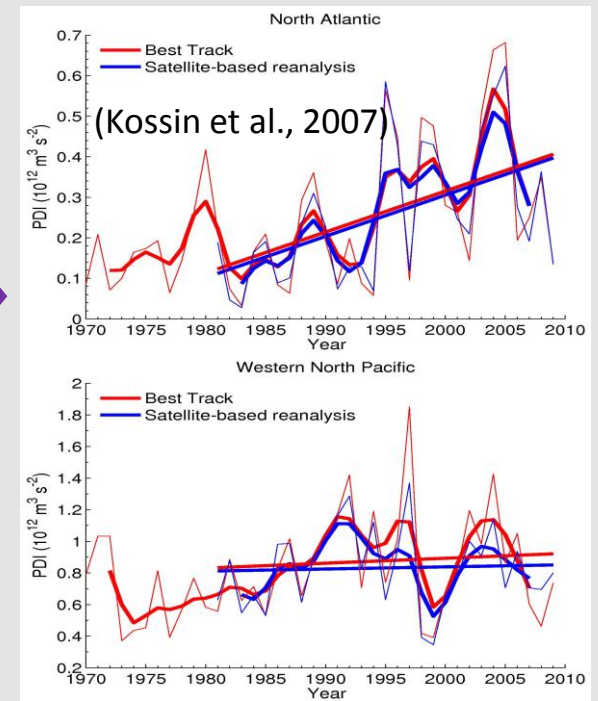 North Atlantic
0.7
0.6
0.5
0.4
0.3
0.2
0.1
0
PDI (10¹² m³ s⁻²)
Best Track
Satellite-based reanalysis
(Kossin et al., 2007)
1970 1975 1980 1985 1990 1995 2000 2005 2010
Year
Western North Pacific
2
1.8
1.6
1.4
1.2
1
0.8
0.6
0.4
0.2
PDI (10¹² m³ s⁻²)
Best Track
Satellite-based reanalysis
1970 1975 1980 1985 1990 1995 2000 2005 2010
Year